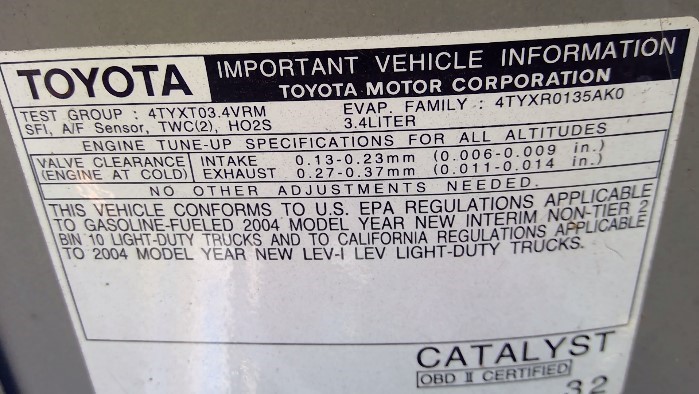 TOYOTA IMPORTANT VEHICLE INFORMATION
TOYOTA MOTOR CORPORATION
TEST GROUP : 4TYXT03.4VRM EVAP. FAMILY : 4TYXR0135AK0
SFI, A/F Sensor, TWC(2), HO2S 3.4LITER
ENGINE TUNE-UP SPECIFICATIONS FOR ALL ALTITUDES
VALVE CLEARANCE INTAKE 0.13-0.23mm (0.006-0.009 in.)
(ENGINE AT COLD) EXHAUST 0.27-0.37mm (0.011-0.014 in.)
NO OTHER ADJUSTMENTS NEEDED.
THIS VEHICLE CONFORMS TO U.S. EPA REGULATIONS APPLICABLE
TO GASOLINE-FUELED 2004 MODEL YEAR NEW INTERIM NON-TIER 2
BIN 10 LIGHT-DUTY TRUCKS AND TO CALIFORNIA REGULATIONS APPLICABLE
TO 2004 MODEL YEAR NEW LEV-I LEV LIGHT-DUTY TRUCKS.
CATALYST
OBD II CERTIFIED
32